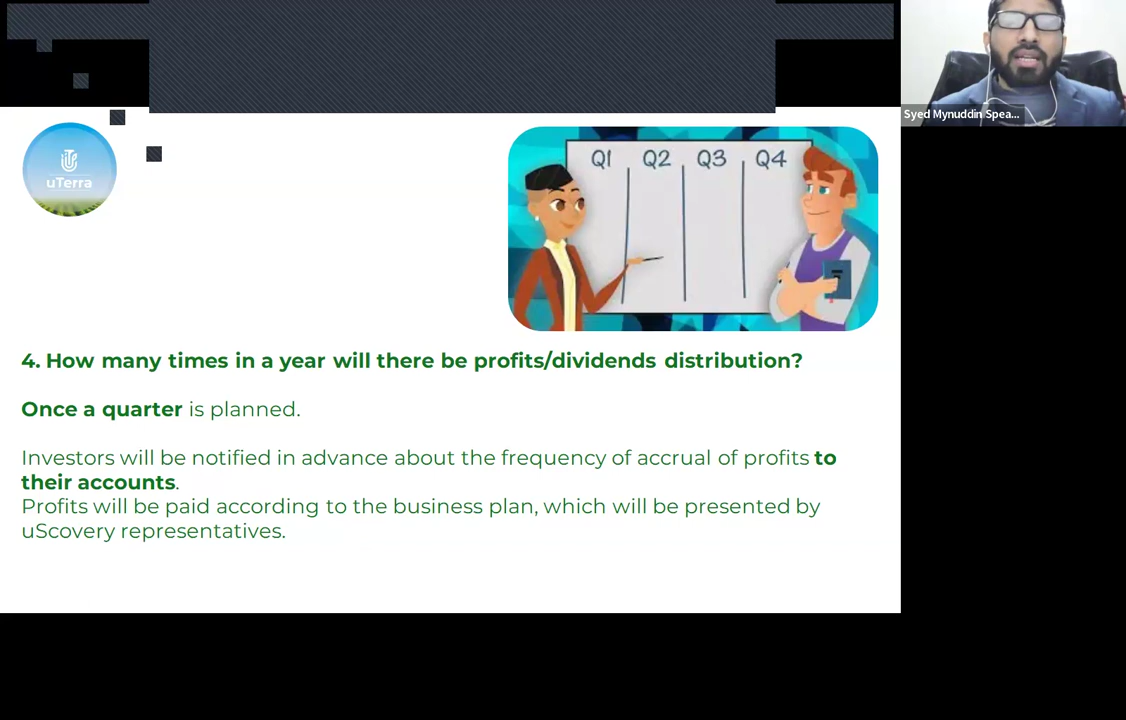 Syed Mynuddin Spea...
uTerra
Q1 Q2 Q3 Q4
4. How many times in a year will there be profits/dividends distribution?
Once a quarter is planned.
Investors will be notified in advance about the frequency of accrual of profits to
their accounts.
Profits will be paid according to the business plan, which will be presented by
uScovery representatives.